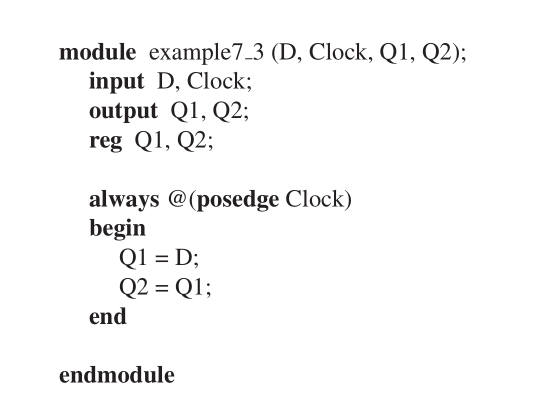 module example7_3 (D, Clock, Q1, Q2);
input D, Clock;
output Q1, Q2;
reg Q1, Q2;
always @(posedge Clock)
begin
Q1 = D;
Q2 = Q1;
end
endmodule